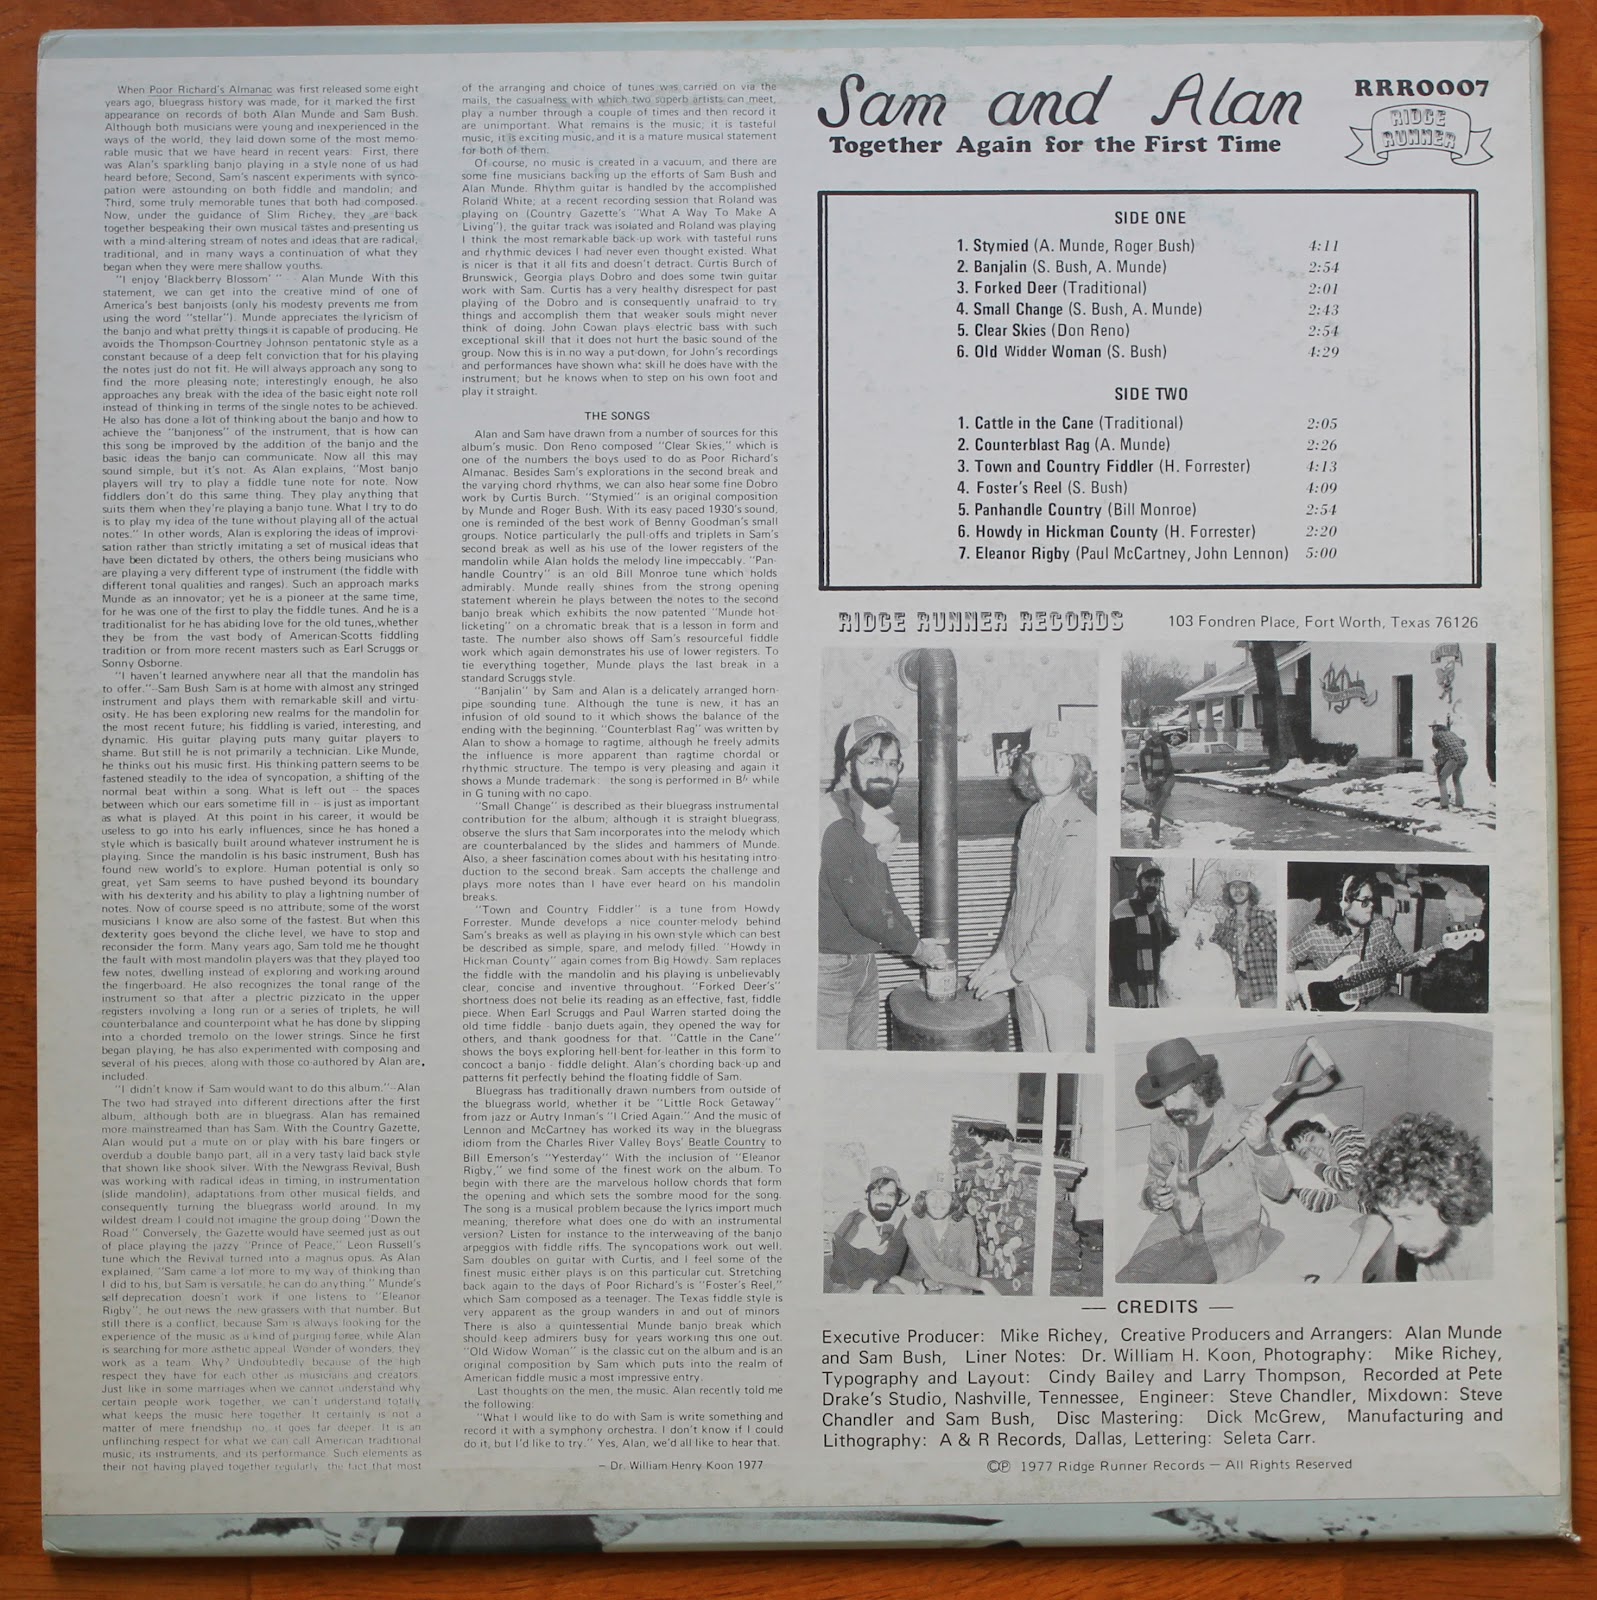 When Poor Richard's Almanac was first released some eight
years ago, bluegrass history was made, for it marked the first
appearance on records of both Alan Munde and Sam Bush.
Although both musicians were young and inexperienced in the
ways of the world, they laid down some of the most memo-
rable music that we have heard in recent years. First, there
was Alan's sparkling banjo playing in a style none of us had
heard before; Second, Sam's nascent experiments with synco-
pation were astounding on both fiddle and mandolin; and
Third, some truly memorable tunes that both had composed.
Now, under the guidance of Slim Richey, they are back
together bespeaking their own musical tastes and presenting us
with a mind-altering stream of notes and ideas that are radical,
traditional, and in many ways a continuation of what they
began when they were mere shallow youths.
"I enjoy 'Blackberry Blossom' " -- Alan Munde With this
statement, we can get into the creative mind of one of
America's best banjoists (only his modesty prevents me from
using the word "stellar"). Munde appreciates the lyricism of
the banjo and what pretty things it is capable of producing. He
avoids the Thompson-Courtney Johnson pentatonic style as a
constant because of a deep felt conviction that for his playing
the notes just do not fit. He will always approach any song to
find the more pleasing note; interestingly enough, he also
approaches any break with the idea of the basic eight note roll
instead of thinking in terms of the single notes to be achieved.
He also has done a lot of thinking about the banjo and how to
achieve the "banjoness" of the instrument, that is how can
this song be improved by the addition of the banjo and the
basic ideas the banjo can communicate. Now all this may
sound simple, but it's not. As Alan explains, "Most banjo
players will try to play a fiddle tune note for note. Now
fiddlers don't do this same thing. They play anything that
suits them when they're playing a banjo tune. What I try to do
is to play my idea of the tune without playing all of the actual
notes." In other words, Alan is exploring the ideas of improvi-
sation rather than strictly imitating a set of musical ideas that
have been dictated by others, the others being musicians who
are playing a very different type of instrument (the fiddle with
different tonal qualities and ranges). Such an approach marks
Munde as an innovator; yet he is a pioneer at the same time,
for he was one of the first to play the fiddle tunes. And he is a
traditionalist for he has abiding love for the old tunes, whether
they be from the vast body of American-Scotts fiddling
tradition or from more recent masters such as Earl Scruggs or
Sonny Osborne.
"I haven't learned anywhere near all that the mandolin has
to offer."--Sam Bush Sam is at home with almost any stringed
instrument and plays them with remarkable skill and virtu-
osity. He has been exploring new realms for the mandolin for
the most recent future; his fiddling is varied, interesting, and
dynamic. His guitar playing puts many guitar players to
shame. But still he is not primarily a technician. Like Munde,
he thinks out his music first. His thinking pattern seems to be
fastened steadily to the idea of syncopation, a shifting of the
normal beat within a song. What is left out -- the spaces
between which our ears sometime fill in -- is just as important
as what is played. At this point in his career, it would be
useless to go into his early influences, since he has honed a
style which is basically built around whatever instrument he is
playing. Since the mandolin is his basic instrument, Bush has
found new world's to explore. Human potential is only so
great, yet Sam seems to have pushed beyond its boundary
with his dexterity and his ability to play a lightning number of
notes. Now of course speed is no attribute, some of the worst
musicians I know are also some of the fastest. But when this
dexterity goes beyond the cliche level, we have to stop and
reconsider the form. Many years ago, Sam told me he thought
the fault with most mandolin players was that they played too
few notes, dwelling instead of exploring and working around
the fingerboard. He also recognizes the tonal range of the
instrument so that after a plectric pizzicato in the upper
registers involving a long run or a series of triplets, he will
counterbalance and counterpoint what he has done by slipping
into a chorded tremolo on the lower strings. Since he first
began playing, he has also experimented with composing and
several of his pieces, along with those co-authored by Alan are,
included.
"I didn't know if Sam would want to do this album."--Alan
The two had strayed into different directions after the first
album, although both are in bluegrass. Alan has remained
more mainstreamed than has Sam. With the Country Gazette,
Alan would put a mute on or play with his bare fingers or
overdub a double banjo part, all in a very tasty laid back style
that shown like shook silver. With the Newgrass Revival, Bush
was working with radical ideas in timing, in instrumentation
(slide mandolin), adaptations from other musical fields, and
consequently turning the bluegrass world around. In my
wildest dream I could not imagine the group doing "Down the
Road" Conversely, the Gazette would have seemed just as out
of place playing the jazzy "Prince of Peace," Leon Russell's
tune which the Revival turned into a magnus opus. As Alan
explained, "Sam came a lot more to my way of thinking than
I did to his, but Sam is versatile, he can do anything." Munde's
self-deprecation doesn't work if one listens to "Eleanor
Rigby"; he out-news the new-grassers with that number. But
still there is a conflict, because Sam is always looking for the
experience of the music as a kind of purging force, while Alan
is searching for more asthetic appeal. Wonder of wonders, they
work as a team. Why? Undoubtedly because of the high
respect they have for each other as musicians and creators.
Just like in some marriages when we cannot understand why
certain people work together, we can't understand totally
what keeps the music here together. It certainly is not a
matter of mere friendship no, it goes far deeper. It is an
unflinching respect for what we can call American traditional
music, its instruments, and its performance. Such elements as
their not having played together regularly the fact that most
of the arranging and choice of tunes was carried on via the
mails, the casualness with which two superb artists can meet,
play a number through a couple of times and then record it
are unimportant. What remains is the music; it is tasteful
music, it is exciting music, and it is a mature musical statement
for both of them.
Of course, no music is created in a vacuum, and there are
some fine musicians backing up the efforts of Sam Bush and
Alan Munde. Rhythm guitar is handled by the accomplished
Roland White; at a recent recording session that Roland was
playing on (Country Gazette's "What A Way To Make A
Living"), the guitar track was isolated and Roland was playing
I think the most remarkable back-up work with tasteful runs
and rhythmic devices I had never even thought existed. What
is nicer is that it all fits and doesn't detract. Curtis Burch of
Brunswick, Georgia plays Dobro and does some twin guitar
work with Sam. Curtis has a very healthy disrespect for past
playing of the Dobro and is consequently unafraid to try
things and accomplish them that weaker souls might never
think of doing. John Cowan plays electric bass with such
exceptional skill that it does not hurt the basic sound of the
group. Now this is in no way a put-down, for John's recordings
and performances have shown what skill he does have with the
instrument; but he knows when to step on his own foot and
play it straight.
THE SONGS
Alan and Sam have drawn from a number of sources for this
album's music. Don Reno composed "Clear Skies," which is
one of the numbers the boys used to do as Poor Richard's
Almanac. Besides Sam's explorations in the second break and
the varying chord rhythms, we can also hear some fine Dobro
work by Curtis Burch. "Stymied" is an original composition
by Munde and Roger Bush. With its easy paced 1930's sound,
one is reminded of the best work of Benny Goodman's small
groups. Notice particularly the pull-offs and triplets in Sam's
second break as well as his use of the lower registers of the
mandolin while Alan holds the melody line impeccably. "Pan-
handle Country" is an old Bill Monroe tune which holds
admirably. Munde really shines from the strong opening
statement wherein he plays between the notes to the second
banjo break which exhibits the now patented "Munde hot-
licketing" on a chromatic break that is a lesson in form and
taste. The number also shows off Sam's resourceful fiddle
work which again demonstrates his use of lower registers. To
tie everything together, Munde plays the last break in a
standard Scruggs style.
"Banjalin" by Sam and Alan is a delicately arranged horn-
pipe sounding tune. Although the tune is new, it has an
infusion of old sound to it which shows the balance of the
ending with the beginning. "Counterblast Rag" was written by
Alan to show a homage to ragtime, although he freely admits
the influence is more apparent than ragtime chordal or
rhythmic structure. The tempo is very pleasing and again it
shows a Munde trademark: the song is performed in B♭ while
in G tuning with no capo.
"Small Change" is described as their bluegrass instrumental
contribution for the album, although it is straight bluegrass,
observe the slurs that Sam incorporates into the melody which
are counterbalanced by the slides and hammers of Munde.
Also, a sheer fascination comes about with his hesitating intro-
duction to the second break. Sam accepts the challenge and
plays more notes than I have ever heard on his mandolin
breaks.
"Town and Country Fiddler" is a tune from Howdy
Forrester. Munde develops a nice counter-melody behind
Sam's breaks as well as playing in his own style which can best
be described as simple, spare, and melody filled. "Howdy in
Hickman County" again comes from Big Howdy. Sam replaces
the fiddle with the mandolin and his playing is unbelievably
clear, concise and inventive throughout. "Forked Deer's"
shortness does not belie its reading as an effective, fast, fiddle
piece. When Earl Scruggs and Paul Warren started doing the
old time fiddle - banjo duets again, they opened the way for
others, and thank goodness for that. "Cattle in the Cane"
shows the boys exploring hell-bent-for-leather in this form to
concoct a banjo - fiddle delight. Alan's chording back-up and
patterns fit perfectly behind the floating fiddle of Sam.
Bluegrass has traditionally drawn numbers from outside of
the bluegrass world, whether it be "Little Rock Getaway"
from jazz or Autry Inman's "I Cried Again." And the music of
Lennon and McCartney has worked its way in the bluegrass
idiom from the Charles River Valley Boys' Beatle Country to
Bill Emerson's "Yesterday" With the inclusion of "Eleanor
Rigby," we find some of the finest work on the album. To
begin with there are the marvelous hollow chords that form
the opening and which sets the sombre mood for the song.
The song is a musical problem because the lyrics import much
meaning, therefore what does one do with an instrumental
version? Listen for instance to the interweaving of the banjo
arpeggios with fiddle riffs. The syncopations work out well.
Sam doubles on guitar with Curtis, and I feel some of the
finest music either plays is on this particular cut. Stretching
back again to the days of Poor Richard's is "Foster's Reel,"
which Sam composed as a teenager. The Texas fiddle style is
very apparent as the group wanders in and out of minors
There is also a quintessential Munde banjo break which
should keep admirers busy for years working this one out.
"Old Widow Woman" is the classic cut on the album and is an
original composition by Sam which puts into the realm of
American fiddle music a most impressive entry.
Last thoughts on the men, the music. Alan recently told me
the following:
"What I would like to do with Sam is write something and
record it with a symphony orchestra. I don't know if I could
do it, but I'd like to try." Yes, Alan, we'd all like to hear that.
– Dr. William Henry Koon 1977
Sam and Alan
Together Again for the First Time
RRR0007
RIDGE
RUNNER
SIDE ONE
1. Stymied (A. Munde, Roger Bush) 4:11
2. Banjalin (S. Bush, A. Munde) 2:54
3. Forked Deer (Traditional) 2:01
4. Small Change (S. Bush, A. Munde) 2:43
5. Clear Skies (Don Reno) 2:54
6. Old Widder Woman (S. Bush) 4:29
SIDE TWO
1. Cattle in the Cane (Traditional) 2:05
2. Counterblast Rag (A. Munde) 2:26
3. Town and Country Fiddler (H. Forrester) 4:13
4. Foster's Reel (S. Bush) 4:09
5. Panhandle Country (Bill Monroe) 2:54
6. Howdy in Hickman County (H. Forrester) 2:20
7. Eleanor Rigby (Paul McCartney, John Lennon) 5:00
RIDGE RUNNER RECORDS 103 Fondren Place, Fort Worth, Texas 76126
— CREDITS —
Executive Producer: Mike Richey, Creative Producers and Arrangers: Alan Munde
and Sam Bush, Liner Notes: Dr. William H. Koon, Photography: Mike Richey,
Typography and Layout: Cindy Bailey and Larry Thompson, Recorded at Pete
Drake's Studio, Nashville, Tennessee, Engineer: Steve Chandler, Mixdown: Steve
Chandler and Sam Bush, Disc Mastering: Dick McGrew, Manufacturing and
Lithography: A & R Records, Dallas, Lettering: Seleta Carr.
©℗ 1977 Ridge Runner Records — All Rights Reserved